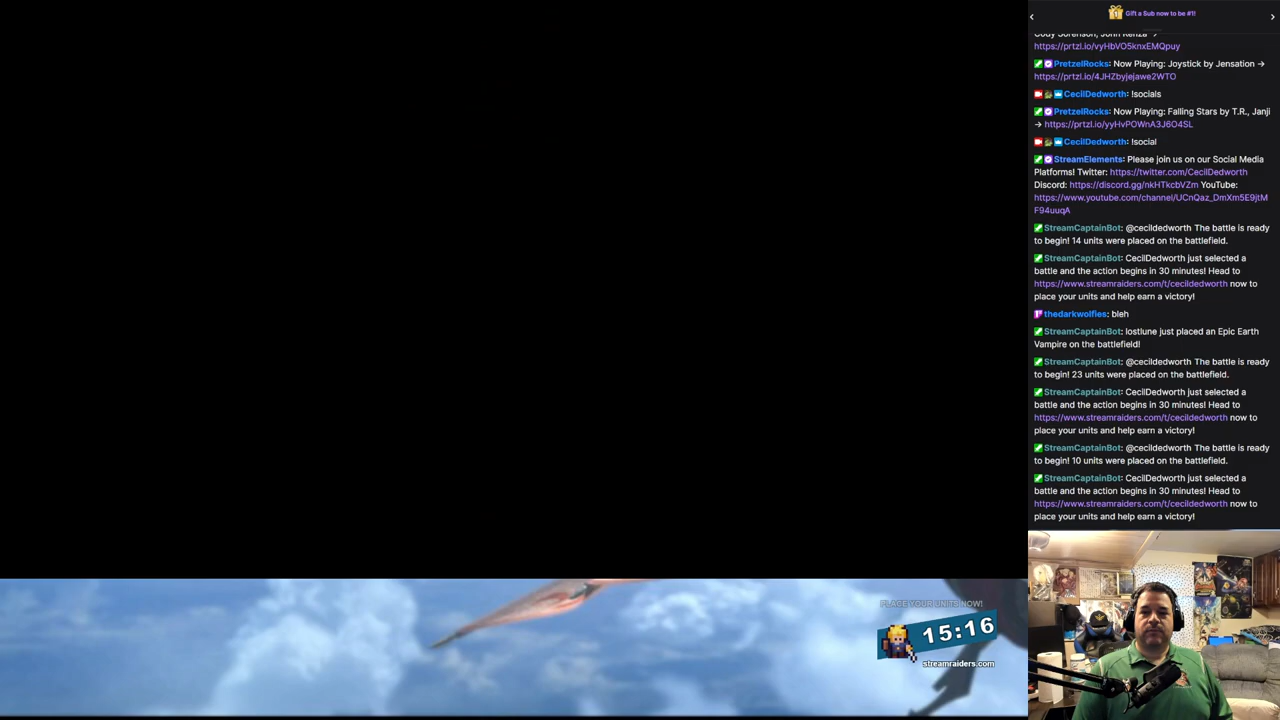 Gift a Sub now to be #1!
https://prtzl.io/vyHbVO5knxEMQpuy
PretzelRocks: Now Playing: Joystick by Jensation →
https://prtzl.io/4JHZbyjejawe2WTO
CecilDedworth: !socials
PretzelRocks: Now Playing: Falling Stars by T.R., Janji
→ https://prtzl.io/yyHvPOWnA3J6O4SL
CecilDedworth: !social
StreamElements: Please join us on our Social Media
Platforms! Twitter: https://twitter.com/CecilDedworth
Discord: https://discord.gg/nkHTkcbVZm YouTube:
https://www.youtube.com/channel/UCnQaz_DmXm5E9jtM
F94uuqA
StreamCaptainBot: @cecildedworth The battle is ready
to begin! 14 units were placed on the battlefield.
StreamCaptainBot: CecilDedworth just selected a
battle and the action begins in 30 minutes! Head to
https://www.streamraiders.com/t/cecildedworth now to
place your units and help earn a victory!
thedarkwolfies: bleh
StreamCaptainBot: lostlune just placed an Epic Earth
Vampire on the battlefield!
StreamCaptainBot: @cecildedworth The battle is ready
to begin! 23 units were placed on the battlefield.
StreamCaptainBot: CecilDedworth just selected a
battle and the action begins in 30 minutes! Head to
https://www.streamraiders.com/t/cecildedworth now to
place your units and help earn a victory!
StreamCaptainBot: @cecildedworth The battle is ready
to begin! 10 units were placed on the battlefield.
StreamCaptainBot: CecilDedworth just selected a
battle and the action begins in 30 minutes! Head to
https://www.streamraiders.com/t/cecildedworth now to
place your units and help earn a victory!
PLACE YOUR UNITS NOW!
15:16
streamraiders.com